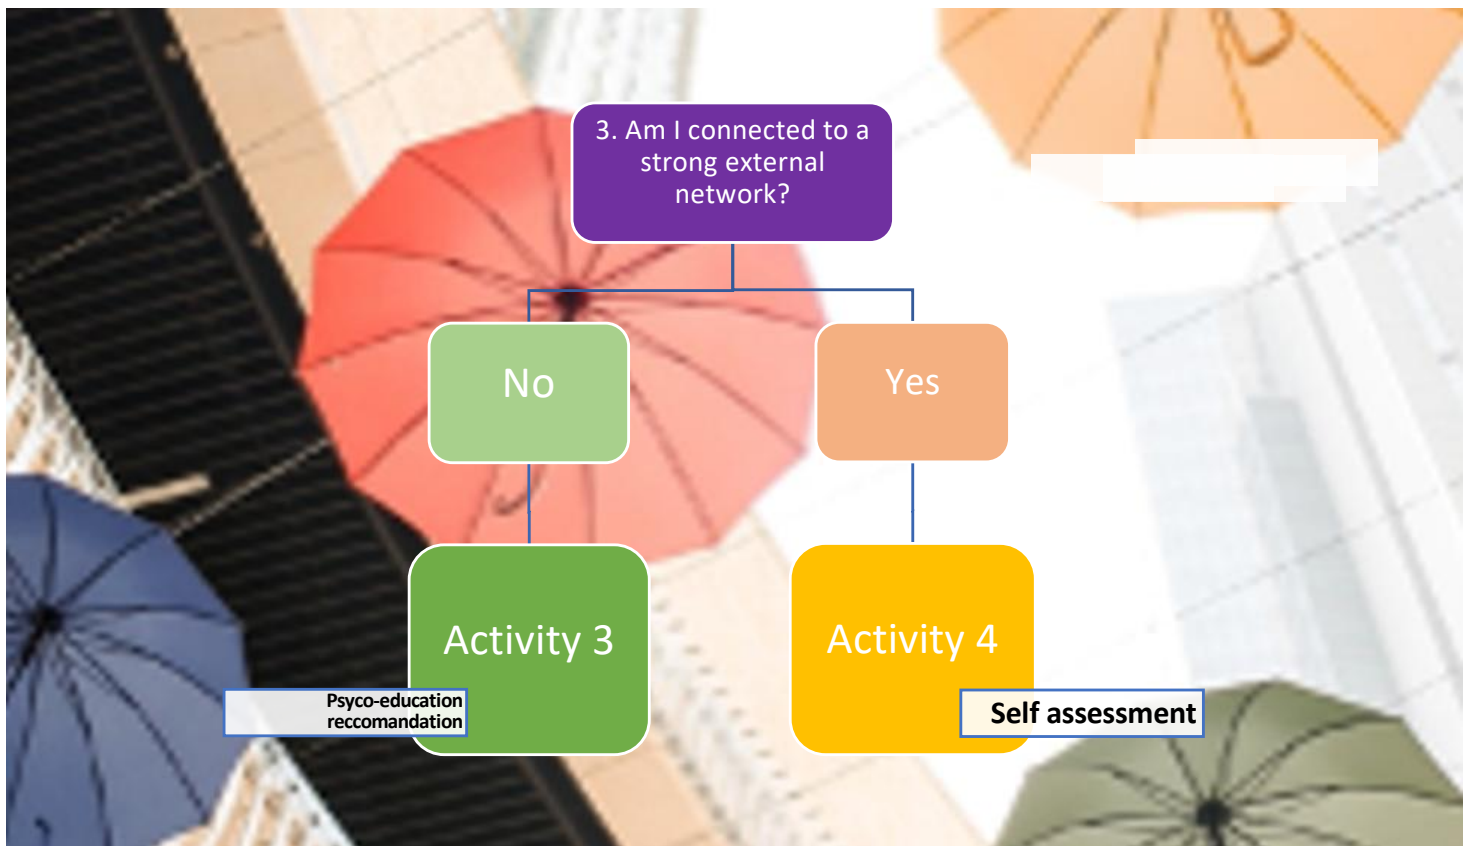 3. Am I connected to a
strong external
network?
No
Yes
Activity 3
Activity 4
Psyco-education
reccomandation
Self assessment